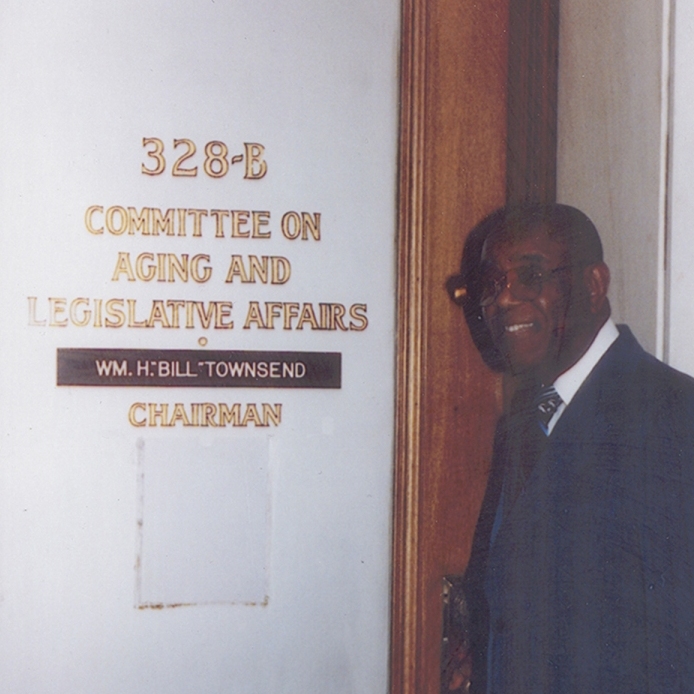 328-B
COMMITTEE ON
AGING AND
LEGISLATIVE AFFAIRS
WM. H. "BILL" TOWNSEND
CHAIRMAN